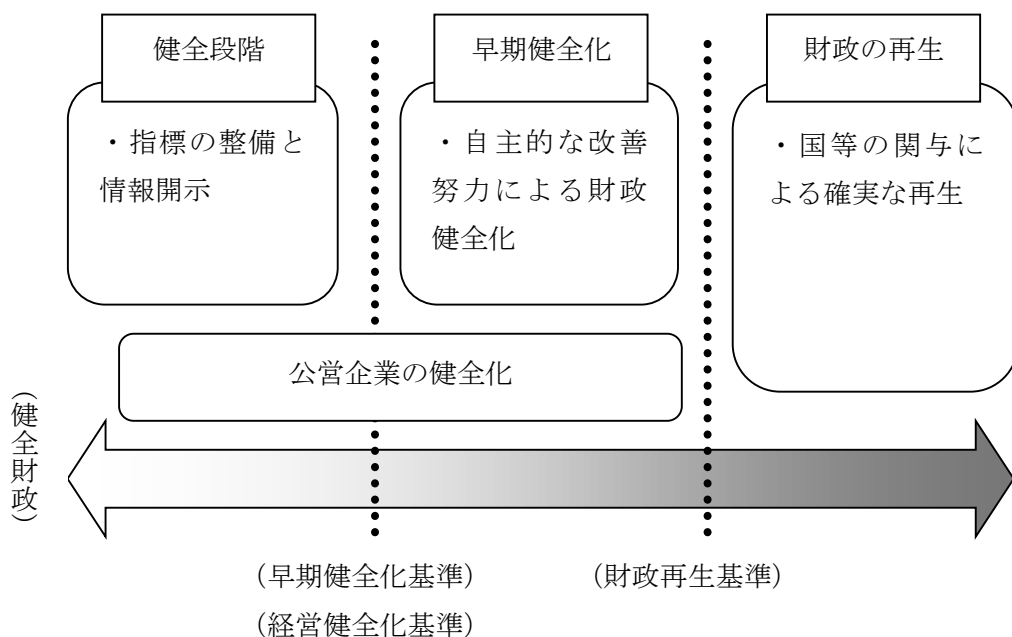 健全段階
・指標の整備と
情報開示
早期健全化
・自主的な改善
努力による財政
健全化
財政の再生
・国等の関与に
よる確実な再生
公営企業の健全化
(健全財政)
(早期健全化基準)
(経営健全化基準)
(財政再生基準)